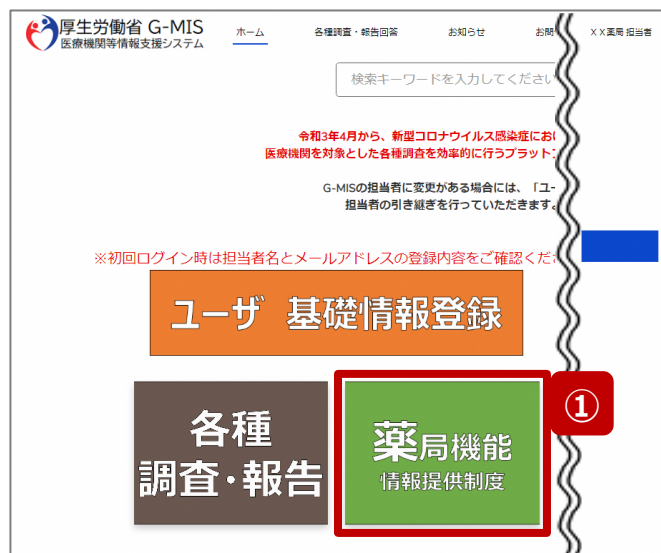 厚生労働省 G-MIS
医療機関等情報支援システム
ホーム 各種調査・報告回答 お知らせ お問 XX薬局 担当者
検索キーワードを入力してください
令和3年4月から、新型コロナウイルス感染症にお
医療機関を対象とした各種調査を効率的に行うプラット
G-MISの担当者に変更がある場合には、「ユー
担当者の引き継ぎを行っていただきます。
※初回ログイン時は担当者名とメールアドレスの登録内容をご確認くだ
ユーザ 基礎情報登録
各種
調査・報告
薬局機能
情報提供制度
①